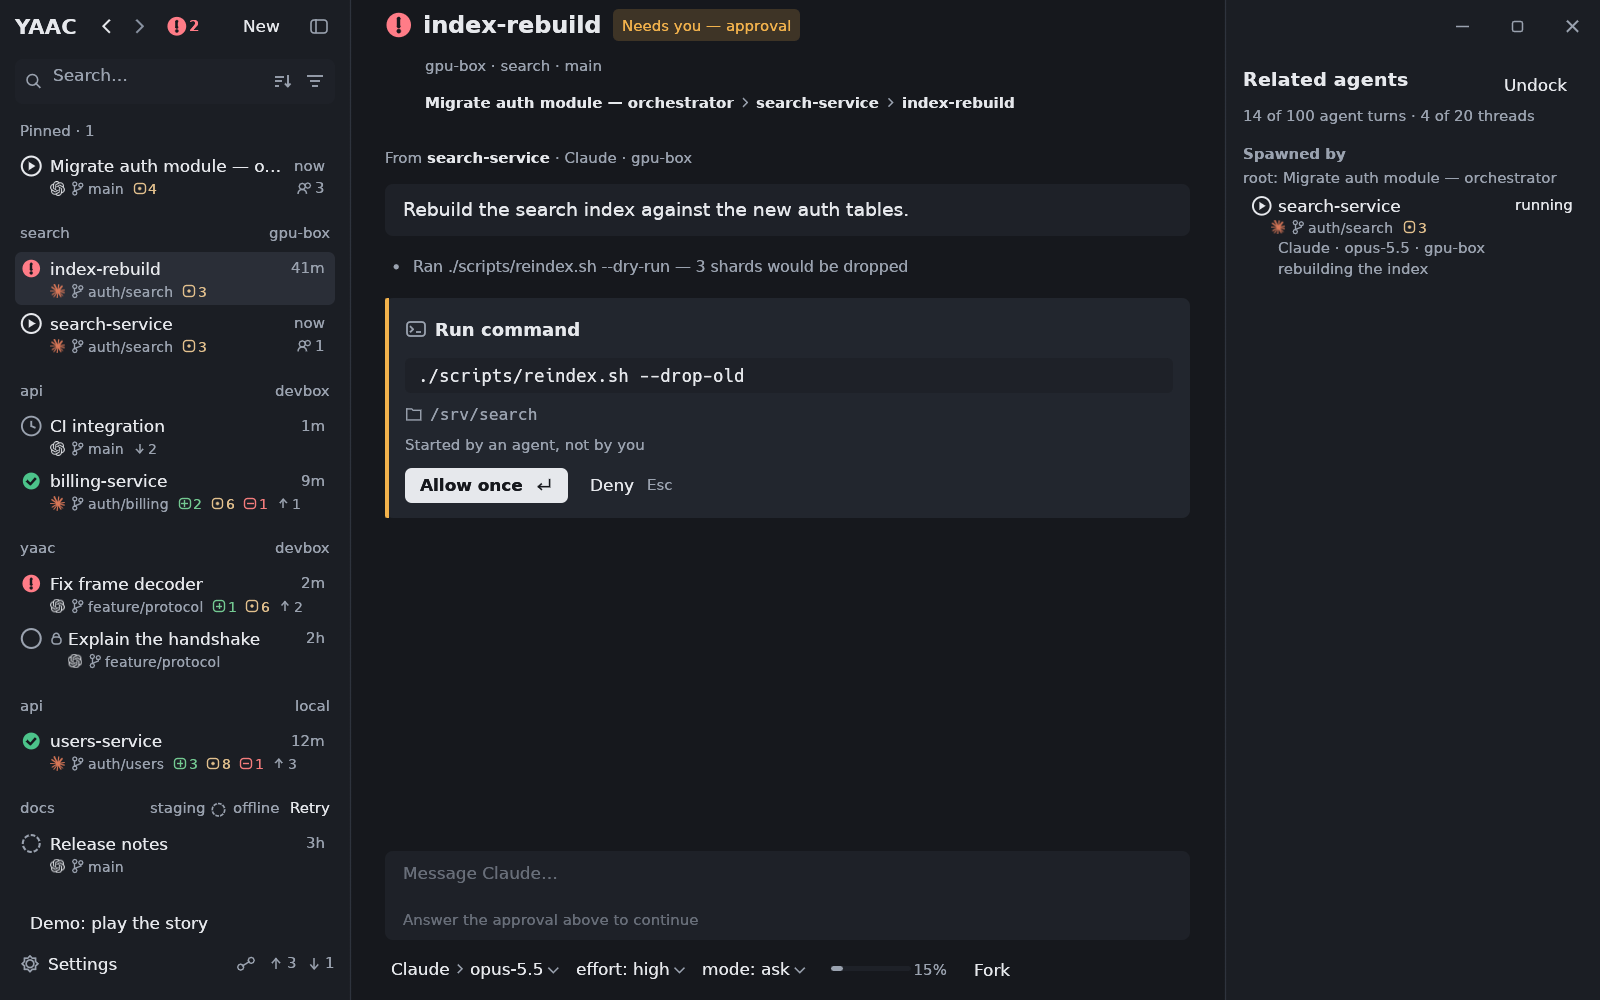 YAAC 2 New
Search...
Pinned · 1
Migrate auth module — o... now
main 4 3
search gpu-box
index-rebuild 41m
auth/search 3
search-service now
auth/search 3 1
api devbox
CI integration 1m
main 2
billing-service 9m
auth/billing 2 6 1 1
yaac devbox
Fix frame decoder 2m
feature/protocol 1 6 2
Explain the handshake 2h
feature/protocol
api local
users-service 12m
auth/users 3 8 1 3
docs staging offline Retry
Release notes 3h
main
Demo: play the story
Settings 3 1
index-rebuild Needs you — approval
gpu-box · search · main
Migrate auth module — orchestrator > search-service > index-rebuild
From search-service · Claude · gpu-box
Rebuild the search index against the new auth tables.
• Ran ./scripts/reindex.sh --dry-run — 3 shards would be dropped
Run command
./scripts/reindex.sh --drop-old
/srv/search
Started by an agent, not by you
Allow once Deny Esc
Message Claude...
Answer the approval above to continue
Claude > opus-5.5 effort: high mode: ask 15% Fork
Related agents Undock
14 of 100 agent turns · 4 of 20 threads
Spawned by
root: Migrate auth module — orchestrator
search-service running
auth/search 3
Claude · opus-5.5 · gpu-box
rebuilding the index